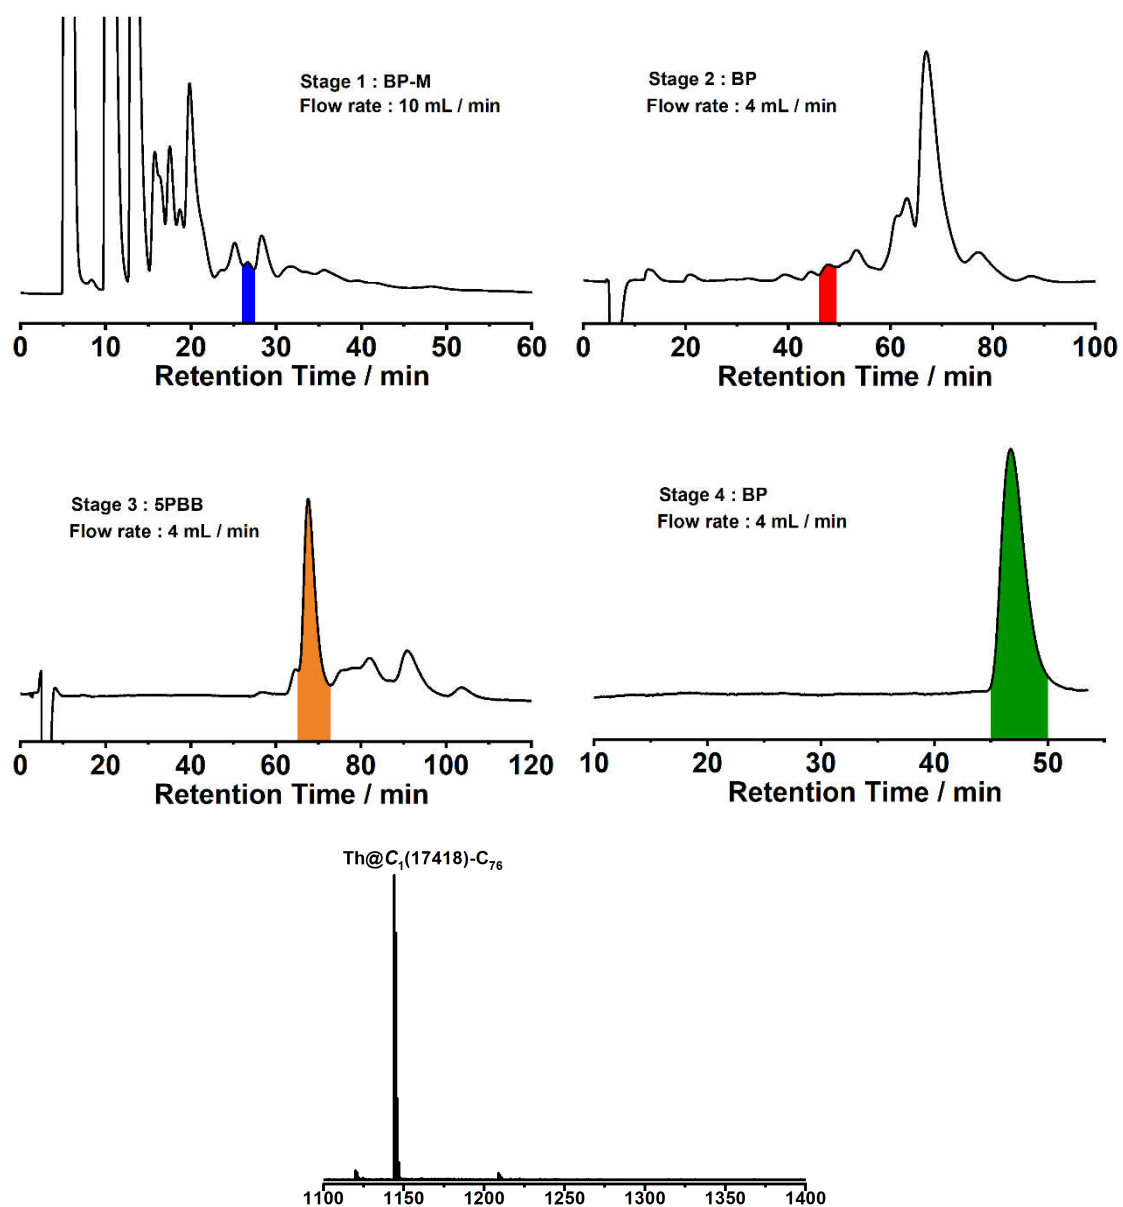 Stage 1 : BP-M
Flow rate : 10 mL / min
0 10 20 30 40 50 60
Retention Time / min
Stage 2 : BP
Flow rate : 4 mL / min
0 20 40 60 80 100
Retention Time / min
Stage 3 : 5PBB
Flow rate : 4 mL / min
0 20 40 60 80 100 120
Retention Time / min
Stage 4 : BP
Flow rate : 4 mL / min
10 20 30 40 50
Retention Time / min
Th@C₁(17418)-C₇₆
1100 1150 1200 1250 1300 1350 1400